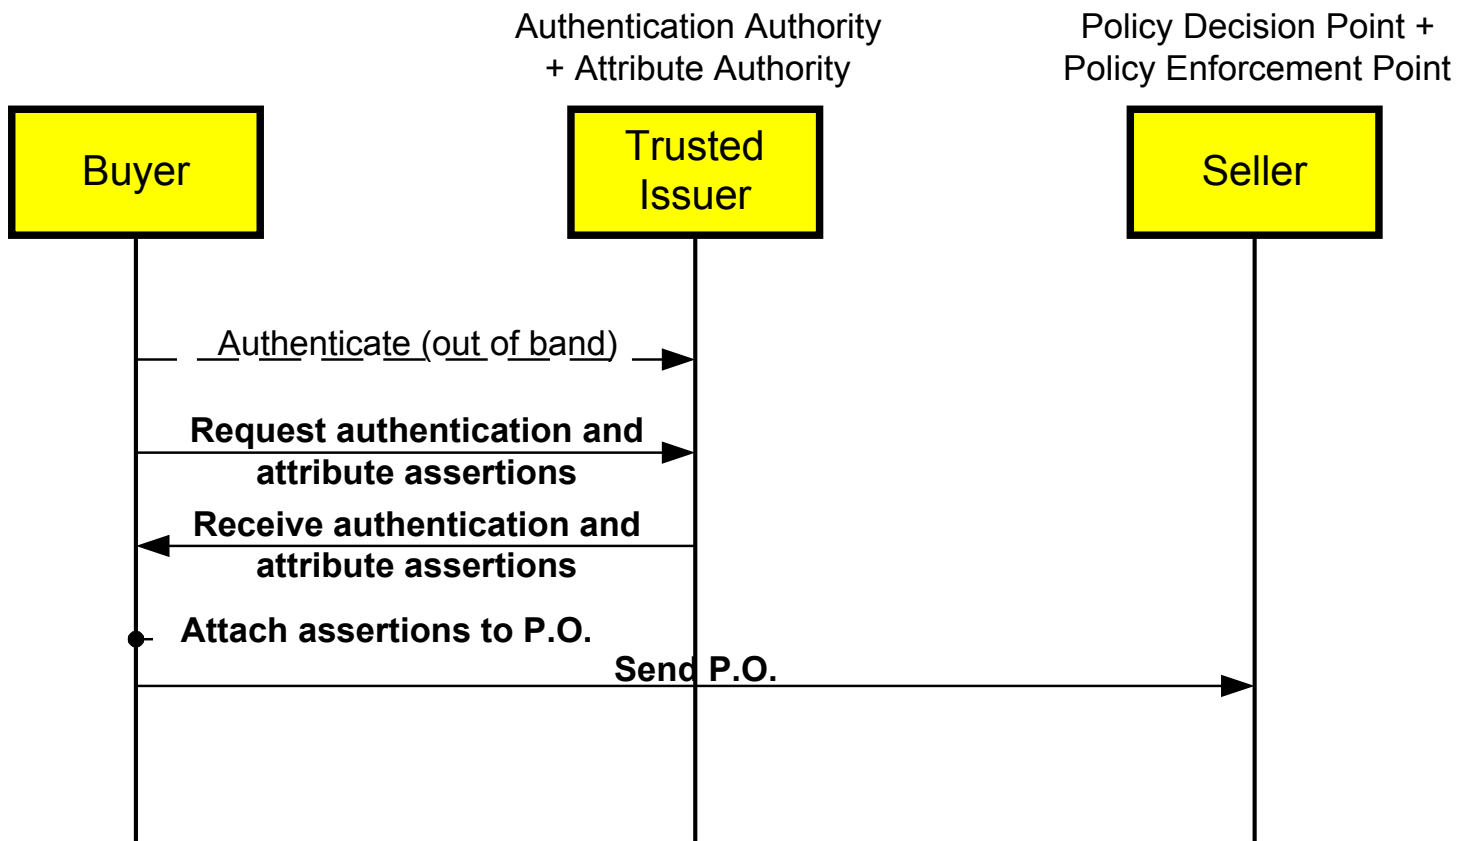 Authentication Authority
+ Attribute Authority
Policy Decision Point +
Policy Enforcement Point
Buyer
Trusted
Issuer
Seller
Authenticate (out of band)
Request authentication and
attribute assertions
Receive authentication and
attribute assertions
Attach assertions to P.O.
Send P.O.